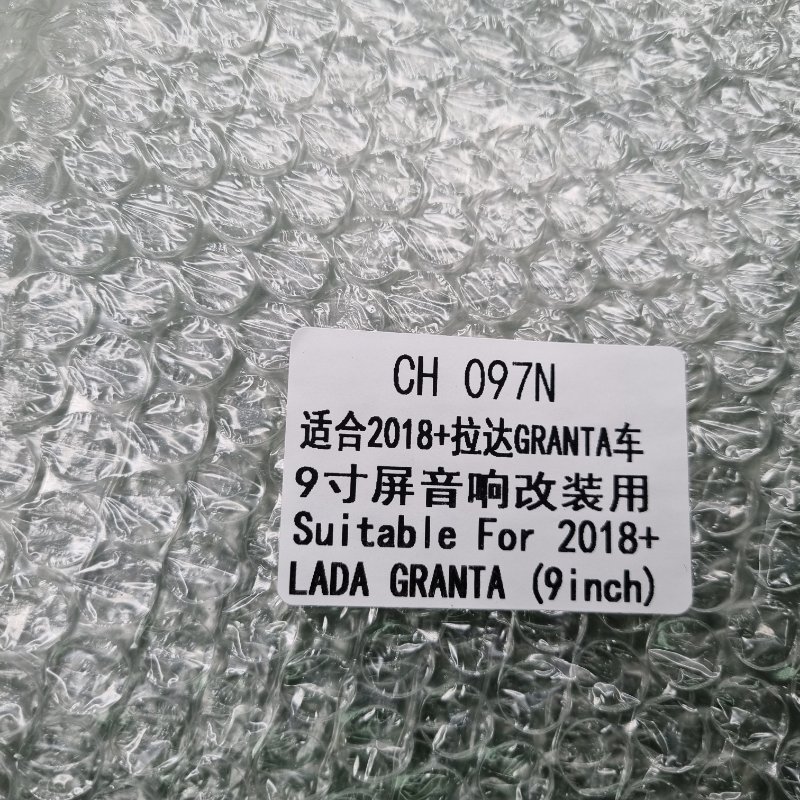 CH 097N
适合2018+拉达GRANTA车
9寸屏音响改装用
Suitable For 2018+
LADA GRANTA (9inch)